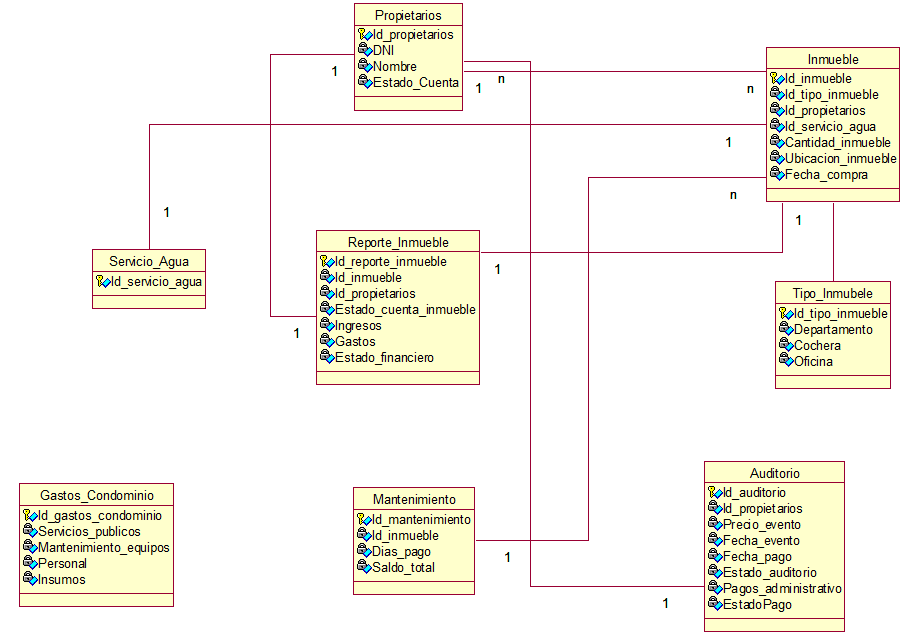 Propietarios
Id_propietarios
DNI
Nombre
Estado_Cuenta
1
1
n
n
Inmueble
Id_inmueble
Id_tipo_inmueble
Id_propietarios
Id_servicio_agua
Cantidad_inmueble
Ubicacion_inmueble
Fecha_compra
1
n
1
1
Servicio_Agua
Id_servicio_agua
Reporte_Inmueble
Id_reporte_inmueble
Id_inmueble
Id_propietarios
Estado_cuenta_inmueble
Ingresos
Gastos
Estado_financiero
1
1
Tipo_Inmubele
Id_tipo_inmueble
Departamento
Cochera
Oficina
Gastos_Condominio
Id_gastos_condominio
Servicios_publicos
Mantenimiento_equipos
Personal
Insumos
Mantenimiento
Id_mantenimiento
Id_inmueble
Dias_pago
Saldo_total
1
Auditorio
Id_auditorio
Id_propietarios
Precio_evento
Fecha_evento
Fecha_pago
Estado_auditorio
Pagos_administrativo
EstadoPago
1